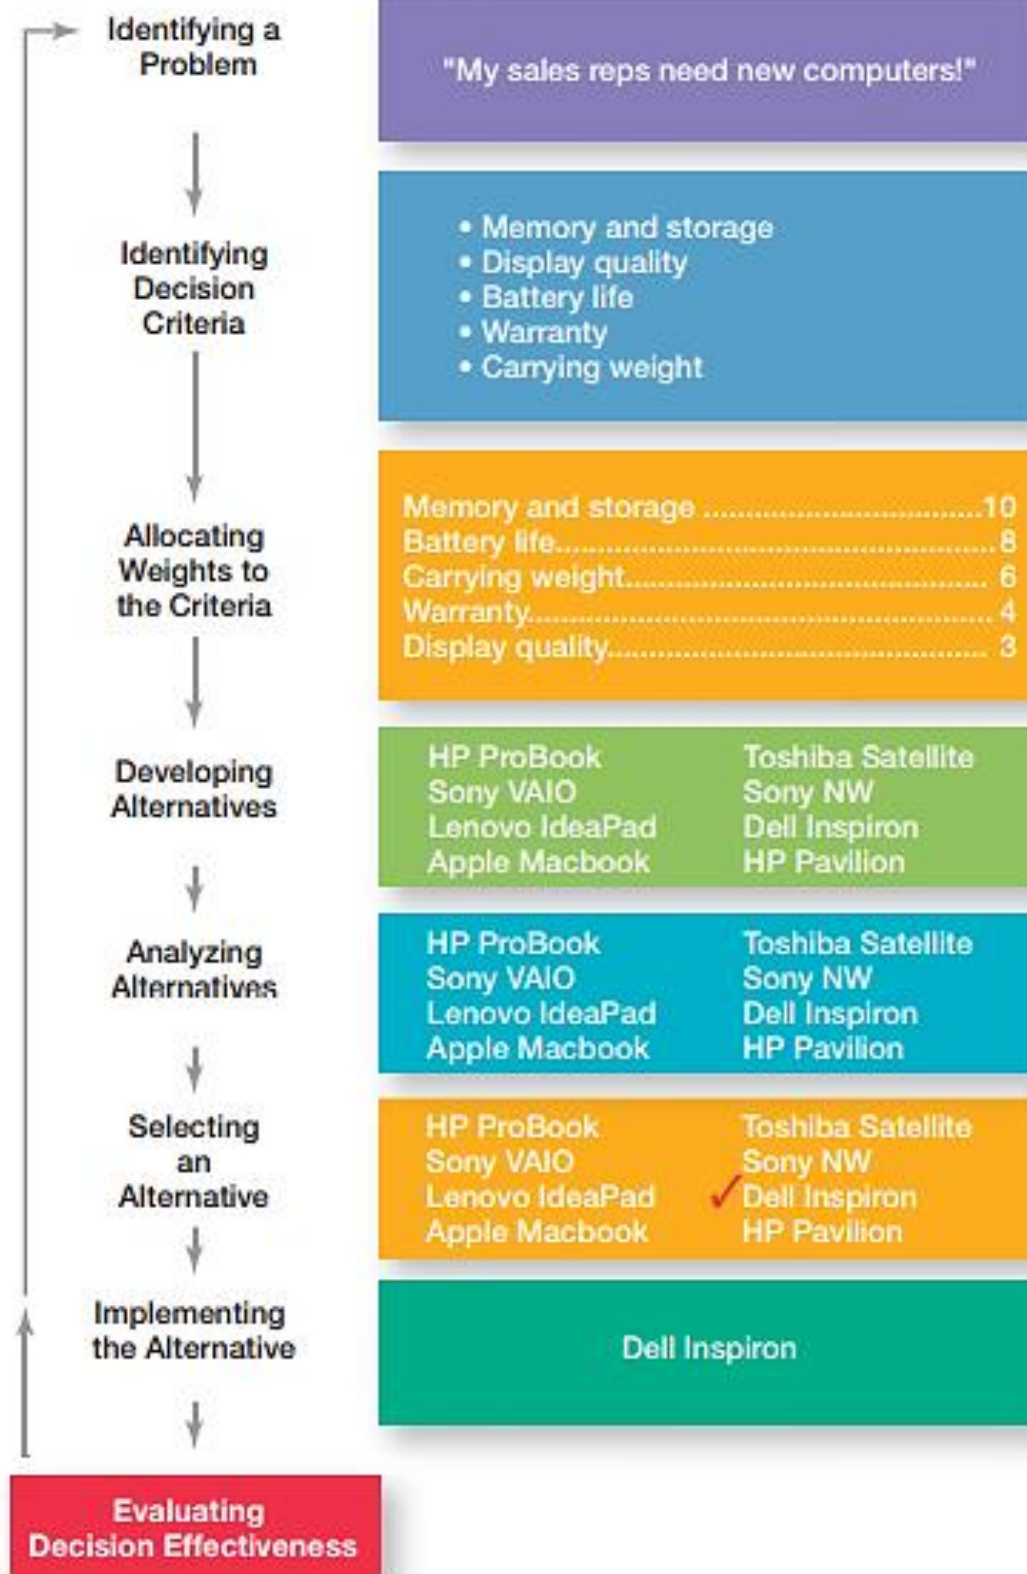 Identifying a
Problem
"My sales reps need new computers!"
Identifying
Decision
Criteria
• Memory and storage
• Display quality
• Battery life
• Warranty
• Carrying weight
Allocating
Weights to
the Criteria
Memory and storage ................................10
Battery life..................................................8
Carrying weight......................................... 6
Warranty.................................................... 4
Display quality........................................... 3
Developing
Alternatives
HP ProBook Toshiba Satellite
Sony VAIO Sony NW
Lenovo IdeaPad Dell Inspiron
Apple Macbook HP Pavilion
Analyzing
Alternatives
HP ProBook Toshiba Satellite
Sony VAIO Sony NW
Lenovo IdeaPad Dell Inspiron
Apple Macbook HP Pavilion
Selecting
an
Alternative
HP ProBook Toshiba Satellite
Sony VAIO Sony NW
Lenovo IdeaPad ✓Dell Inspiron
Apple Macbook HP Pavilion
Implementing
the Alternative
Dell Inspiron
Evaluating
Decision Effectiveness